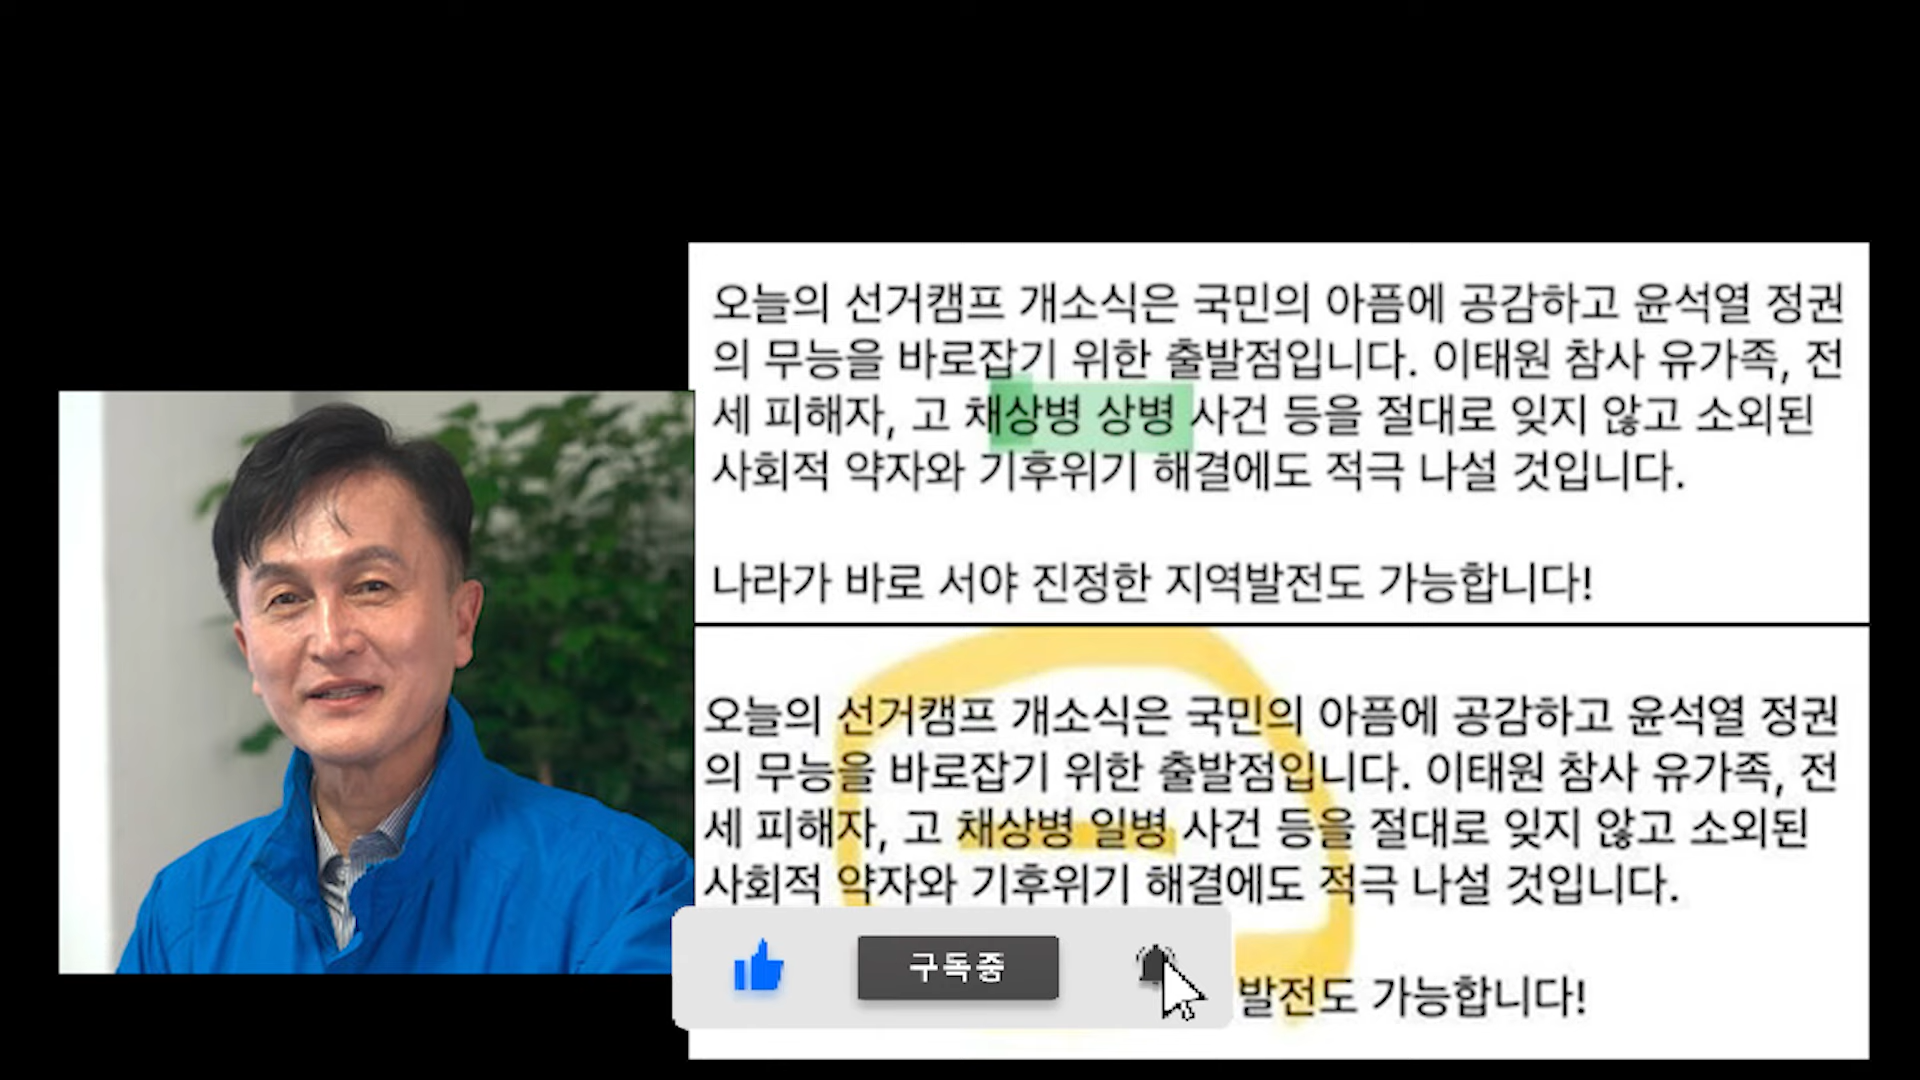 오늘의 선거캠프 개소식은 국민의 아픔에 공감하고 윤석열 정권
의 무능을 바로잡기 위한 출발점입니다. 이태원 참사 유가족, 전
세 피해자, 고 채상병 상병 사건 등을 절대로 잊지 않고 소외된
사회적 약자와 기후위기 해결에도 적극 나설 것입니다.
나라가 바로 서야 진정한 지역발전도 가능합니다!
오늘의 선거캠프 개소식은 국민의 아픔에 공감하고 윤석열 정권
의 무능을 바로잡기 위한 출발점입니다. 이태원 참사 유가족, 전
세 피해자, 고 채상병 일병 사건 등을 절대로 잊지 않고 소외된
사회적 약자와 기후위기 해결에도 적극 나설 것입니다.
발전도 가능합니다!
구독중